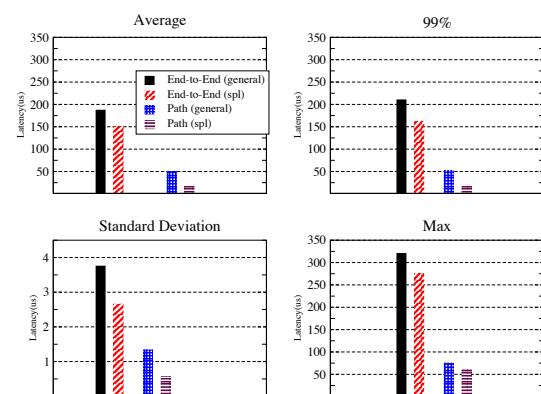 Average
350
300
250
200
150
100
50
Latency(us)
End-to-End (general)
End-to-End (spl)
Path (general)
Path (spl)
99%
350
300
250
200
150
100
50
Latency(us)
Standard Deviation
4
3
2
1
Latency(us)
Max
350
300
250
200
150
100
50
Latency(us)